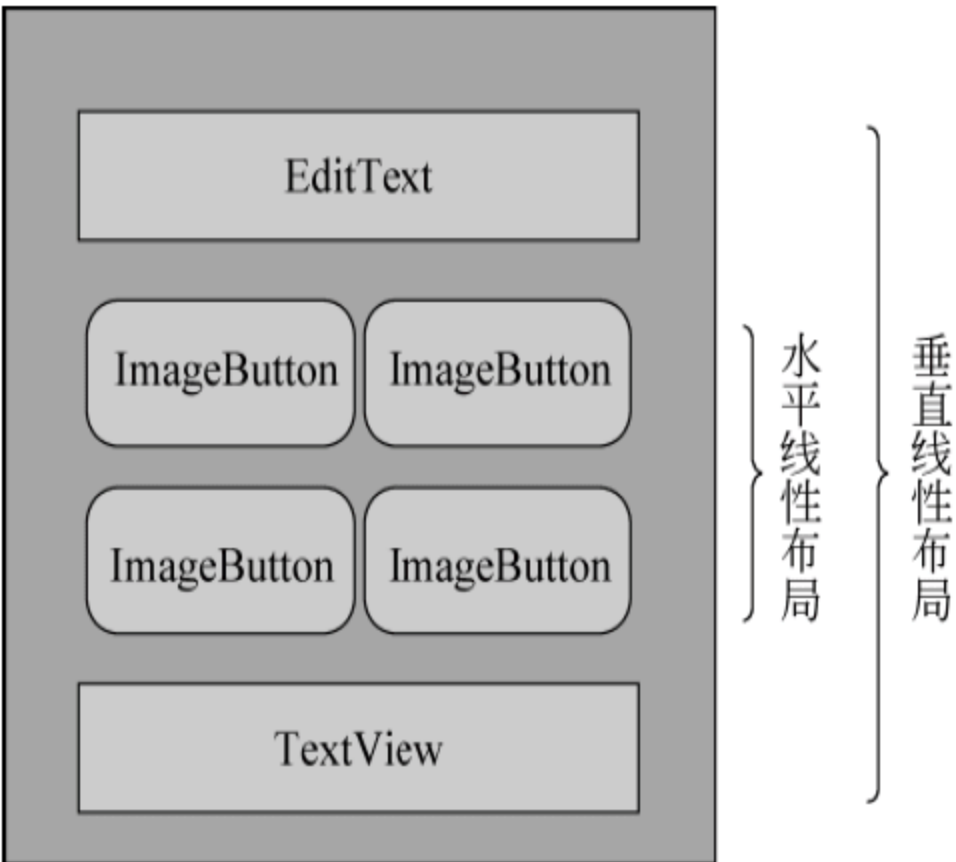 EditText
ImageButton ImageButton
ImageButton ImageButton
TextView
水平线性布局
垂直线性布局